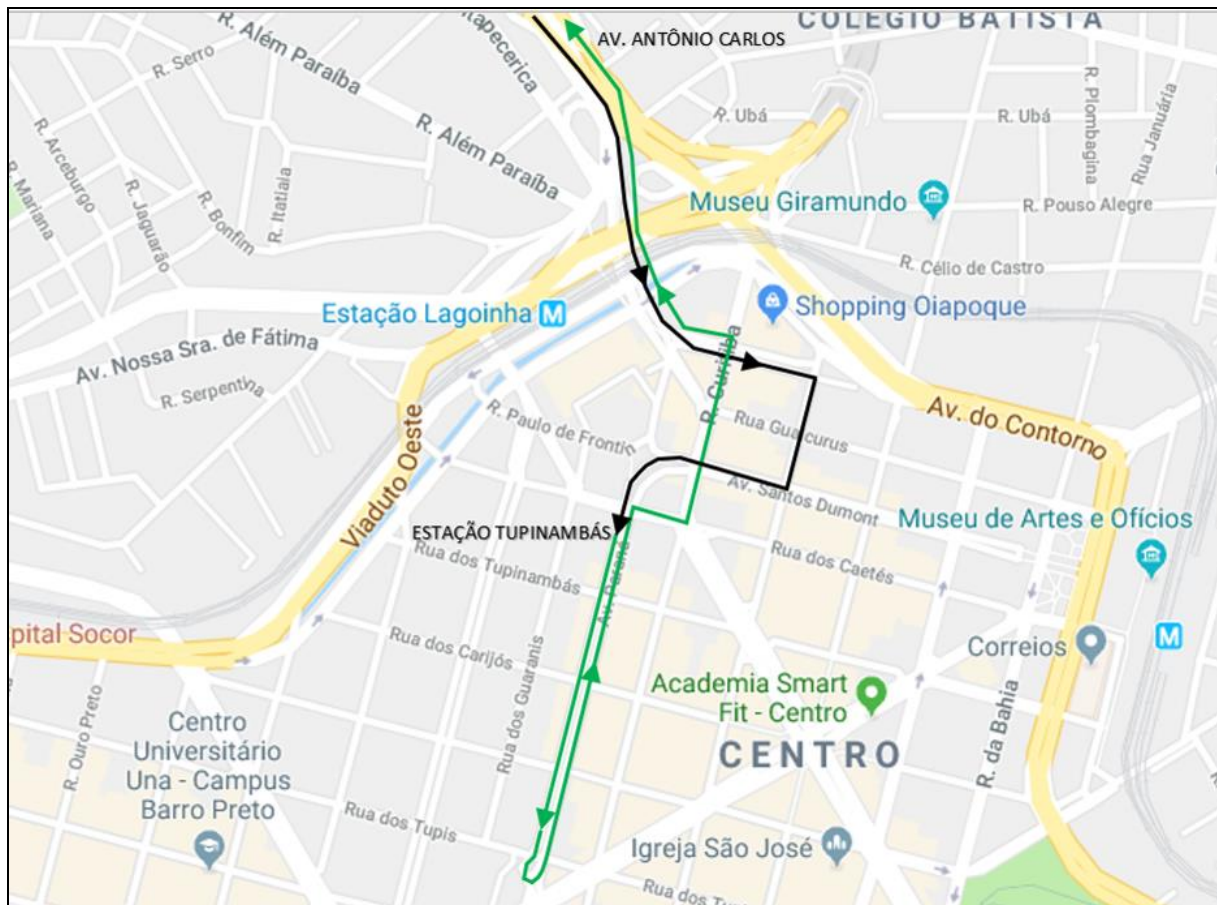 AV. ANTÔNIO CARLOS
COLÉGIO BATISTA
R. Além Paraíba
R. Serro
R. Ubá
R. Ubá
R. Plombagina
Rua Januária
R. Além Paraíba
R. Arceburgo
R. Mariana
R. Jaguarão
R. Bonfim
R. Itatiaia
Museu Giramundo
R. Pouso Alegre
R. Célio de Castro
Estação Lagoinha
M
Shopping Oiapoque
Av. Nossa Sra. de Fátima
R. Serpentina
R. Curitiba
R. Paulo de Frontin
Rua Guaicurus
Av. do Contorno
Viaduto Oeste
Av. Santos Dumont
ESTAÇÃO TUPINAMBÁS
Museu de Artes e Ofícios
Rua dos Tupinambás
Av. Paraná
Rua dos Caetés
pital Socor
Rua dos Carijós
Rua dos Guaranis
Correios
M
Academia Smart
Fit - Centro
R. Ouro Preto
Centro
Universitário
Una - Campus
Barro Preto
CENTRO
R. da Bahia
Rua dos Tupis
Igreja São José